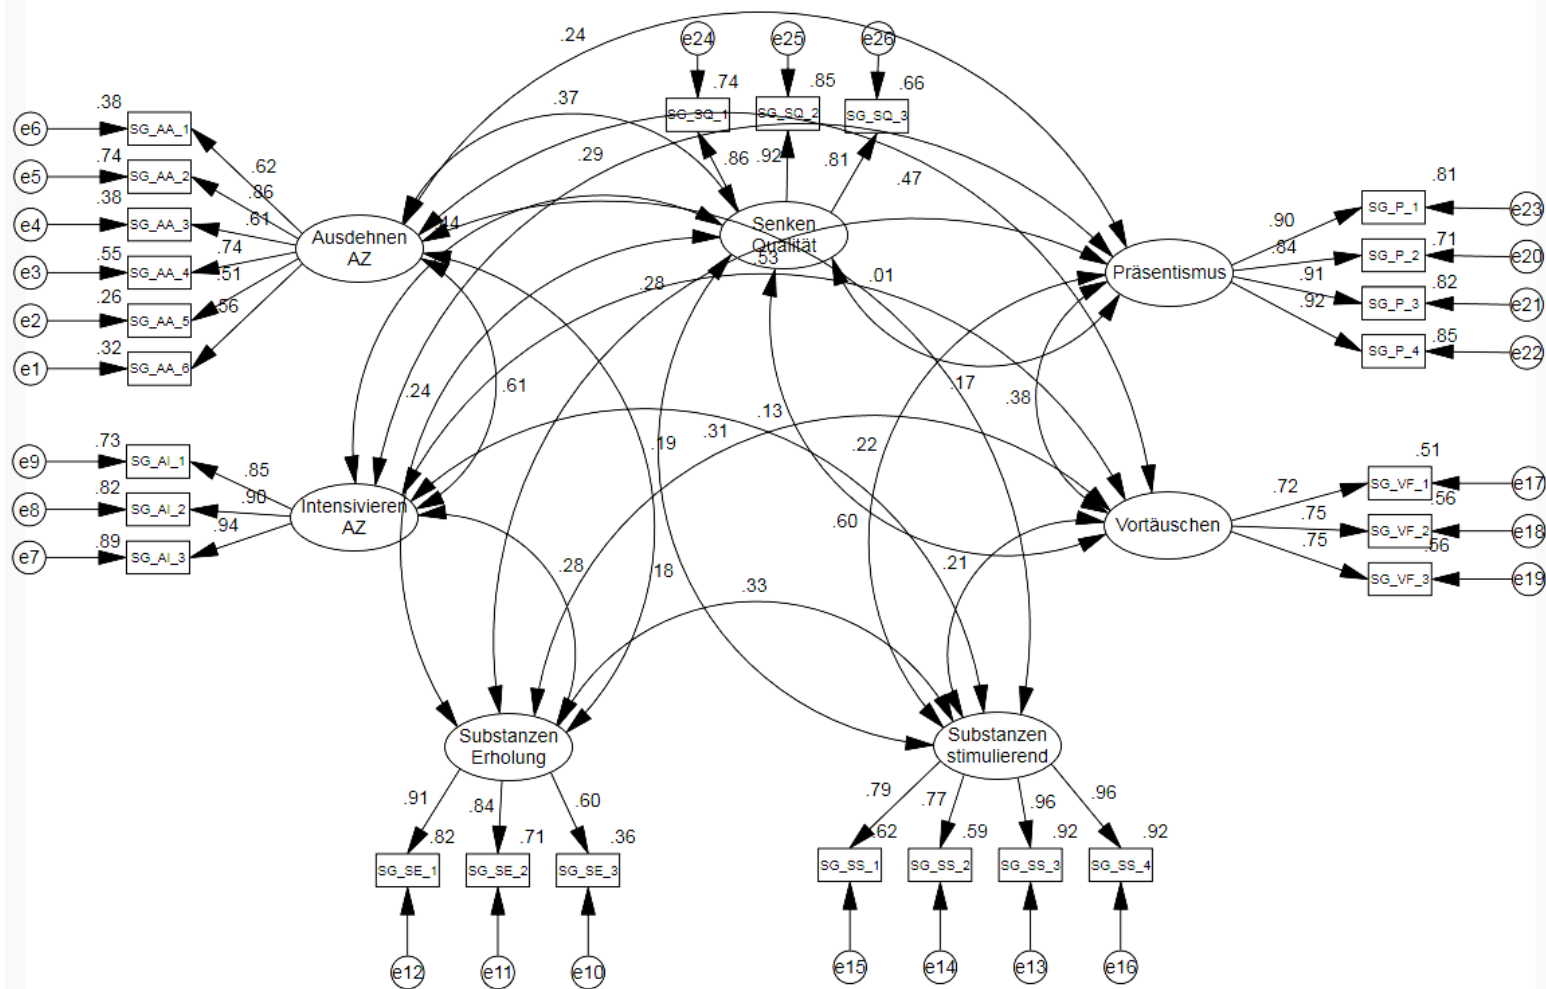 .24
e24
e25
e26
.74
.85
.66
.38
.37
SG_SQ_1
SG_SQ_2
SG_SQ_3
e6
SG_AA_1
.29
.86
.92
.81
.47
.74
.62
e5
SG_AA_2
.86
.38
.61
e4
SG_AA_3
.44
Ausdehnen
AZ
Senken
Qualität
.53
.81
.90
SG_P_1
e23
.84
.71
SG_P_2
e20
Präsentismus
.91
.82
SG_P_3
e21
.92
.85
SG_P_4
e22
.55
.74
e3
SG_AA_4
.51
.26
.56
e2
SG_AA_5
.32
e1
SG_AA_6
.28
.01
.24
.61
.17
.38
.13
.31
.19
.22
.73
e9
SG_AI_1
.85
.82
e8
SG_AI_2
.90
.94
.89
e7
SG_AI_3
Intensivieren
AZ
.51
.72
SG_VF_1
e17
.56
.75
SG_VF_2
e18
.56
.75
SG_VF_3
e19
Vortäuschen
.60
.21
.28
.18
.33
Substanzen
Erholung
Substanzen
stimulierend
.91
.84
.60
.79
.77
.96
.96
.82
.71
.36
.62
.59
.92
.92
SG_SE_1
SG_SE_2
SG_SE_3
SG_SS_1
SG_SS_2
SG_SS_3
SG_SS_4
e12
e11
e10
e15
e14
e13
e16